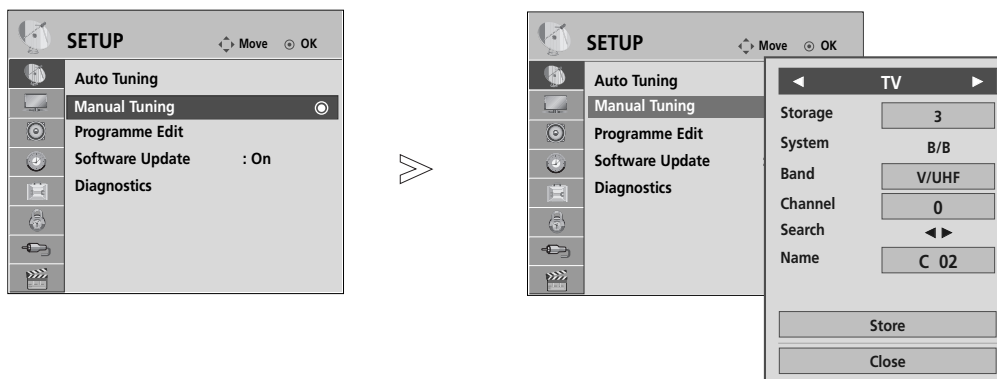 SETUP Move OK
Auto Tuning
Manual Tuning
Programme Edit
Software Update : On
Diagnostics
SETUP Move OK
Auto Tuning
Manual Tuning
Programme Edit
Software Update :
Diagnostics
◄ TV ►
Storage 3
System B/B
Band V/UHF
Channel 0
Search ◄ ►
Name C 02
Store
Close